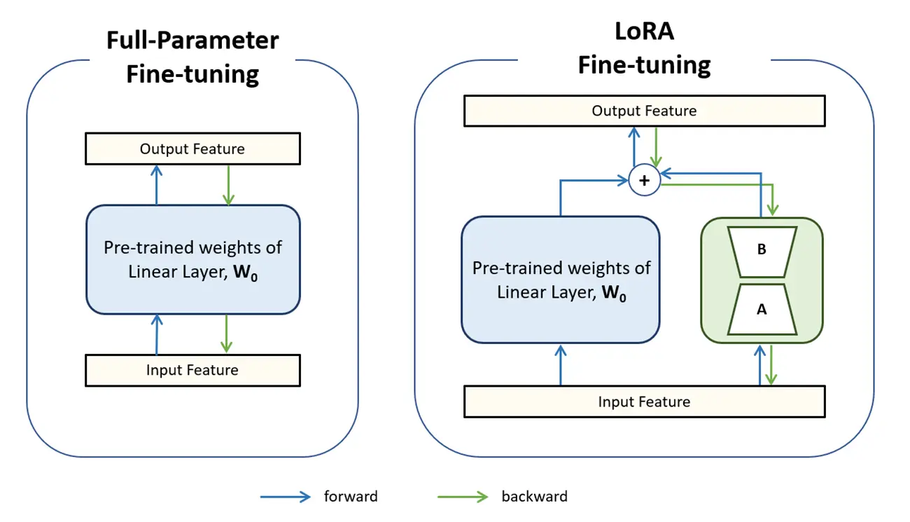 Full-Parameter
Fine-tuning
Output Feature
Pre-trained weights of
Linear Layer, W₀
Input Feature
LoRA
Fine-tuning
Output Feature
+
Pre-trained weights of
Linear Layer, W₀
B
A
Input Feature
forward
backward